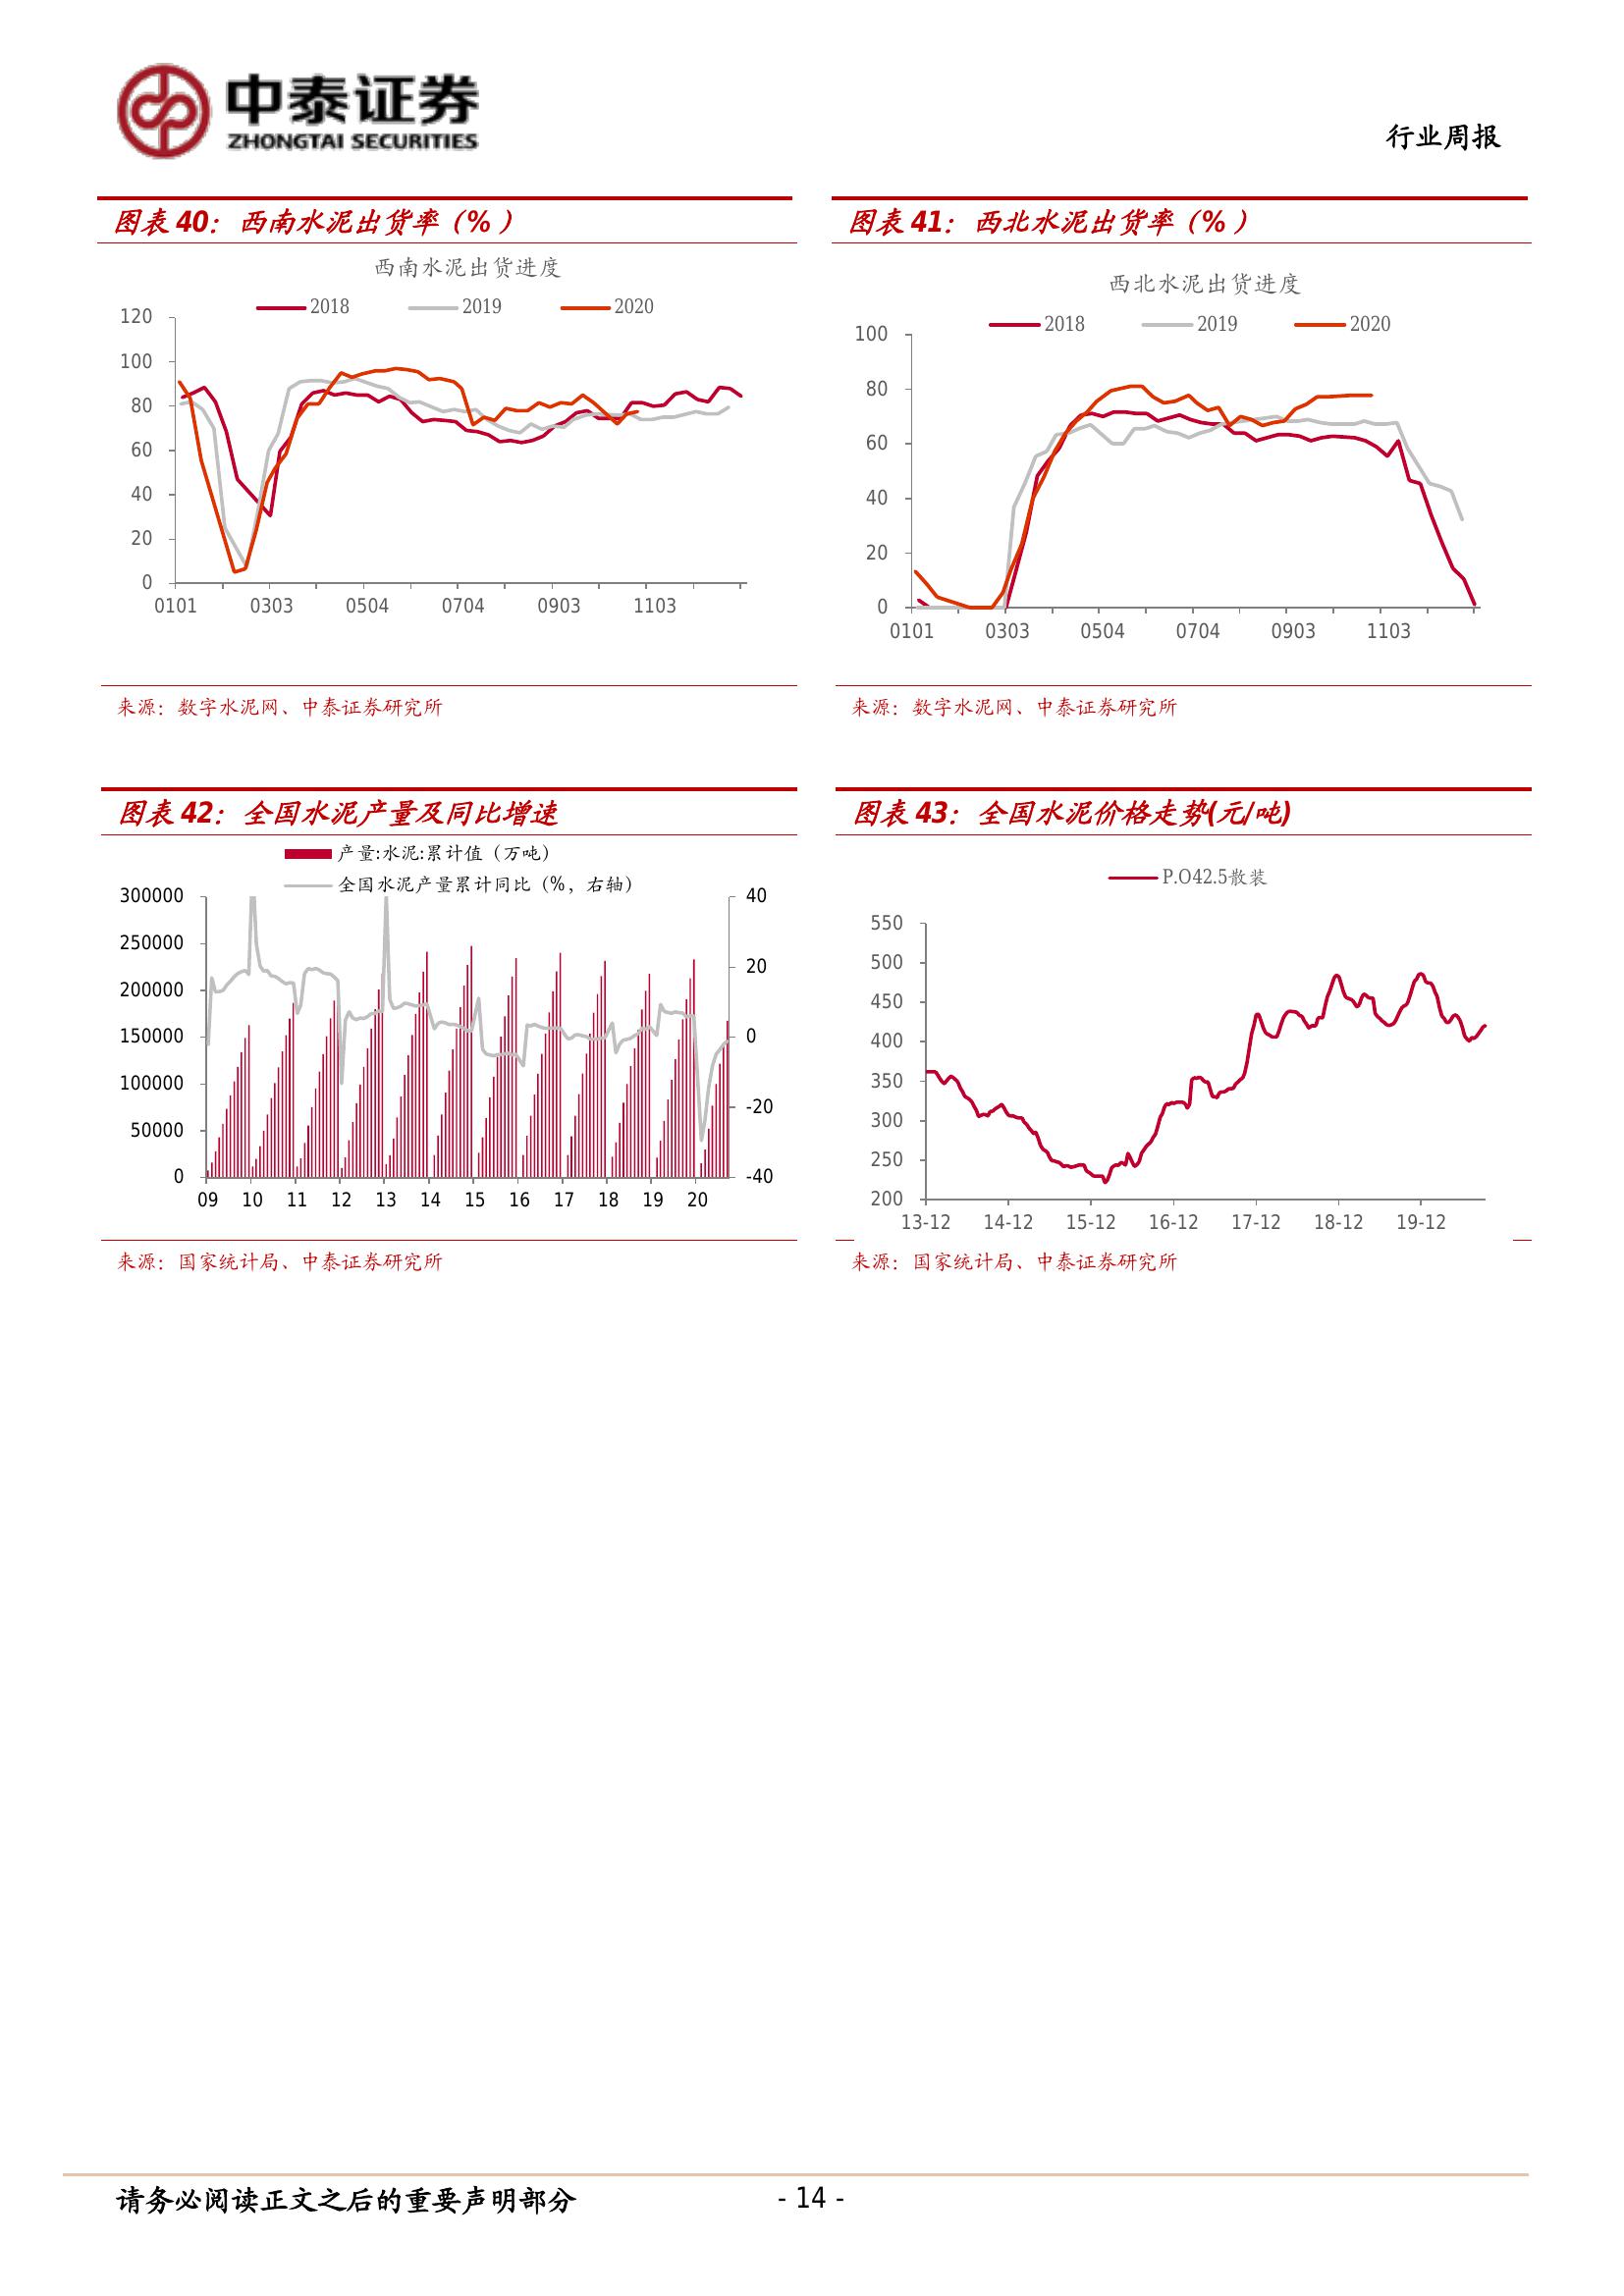 中泰证券
ZHONGTAI SECURITIES
行业周报
图表 40：西南水泥出货率（%）
西南水泥出货进度
2018 2019 2020
120
100
80
60
40
20
0
0101 0303 0504 0704 0903 1103
来源：数字水泥网、中泰证券研究所
图表 41：西北水泥出货率（%）
西北水泥出货进度
2018 2019 2020
100
80
60
40
20
0
0101 0303 0504 0704 0903 1103
来源：数字水泥网、中泰证券研究所
图表 42：全国水泥产量及同比增速
产量:水泥:累计值（万吨）
全国水泥产量累计同比（%，右轴）
300000 40
250000
200000 20
150000 0
100000
50000 -20
0 -40
09 10 11 12 13 14 15 16 17 18 19 20
来源：国家统计局、中泰证券研究所
图表 43：全国水泥价格走势(元/吨)
P.O42.5散装
550
500
450
400
350
300
250
200
13-12 14-12 15-12 16-12 17-12 18-12 19-12
来源：国家统计局、中泰证券研究所
请务必阅读正文之后的重要声明部分
- 14 -